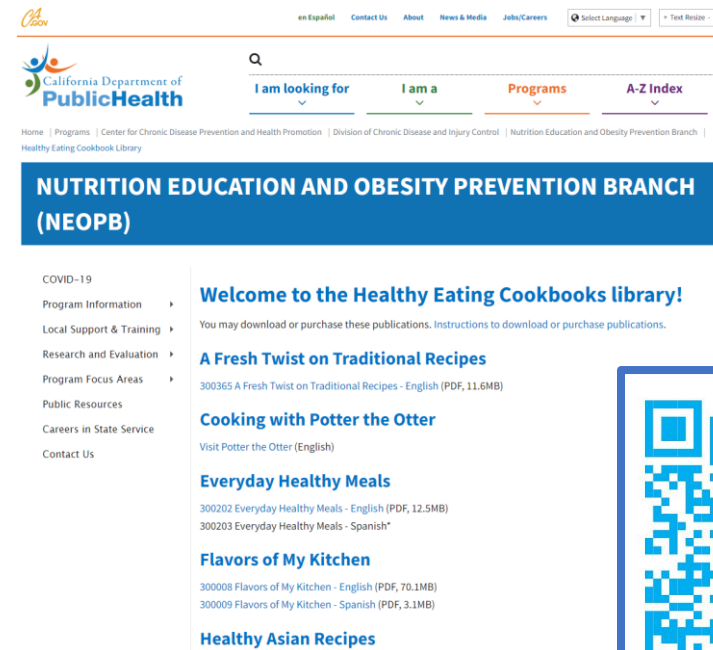 CA
.GOV
en Español Contact Us About News & Media Jobs/Careers Select Language ▼ + Text Resize -
California Department of
PublicHealth
I am looking for I am a Programs A-Z Index
Home | Programs | Center for Chronic Disease Prevention and Health Promotion | Division of Chronic Disease and Injury Control | Nutrition Education and Obesity Prevention Branch |
Healthy Eating Cookbook Library
NUTRITION EDUCATION AND OBESITY PREVENTION BRANCH
(NEOPB)
COVID-19
Program Information
Local Support & Training
Research and Evaluation
Program Focus Areas
Public Resources
Careers in State Service
Contact Us
Welcome to the Healthy Eating Cookbooks library!
You may download or purchase these publications. Instructions to download or purchase publications.
A Fresh Twist on Traditional Recipes
300365 A Fresh Twist on Traditional Recipes - English (PDF, 11.6MB)
Cooking with Potter the Otter
Visit Potter the Otter (English)
Everyday Healthy Meals
300202 Everyday Healthy Meals - English (PDF, 12.5MB)
300203 Everyday Healthy Meals - Spanish*
Flavors of My Kitchen
300008 Flavors of My Kitchen - English (PDF, 70.1MB)
300009 Flavors of My Kitchen - Spanish (PDF, 3.1MB)
Healthy Asian Recipes